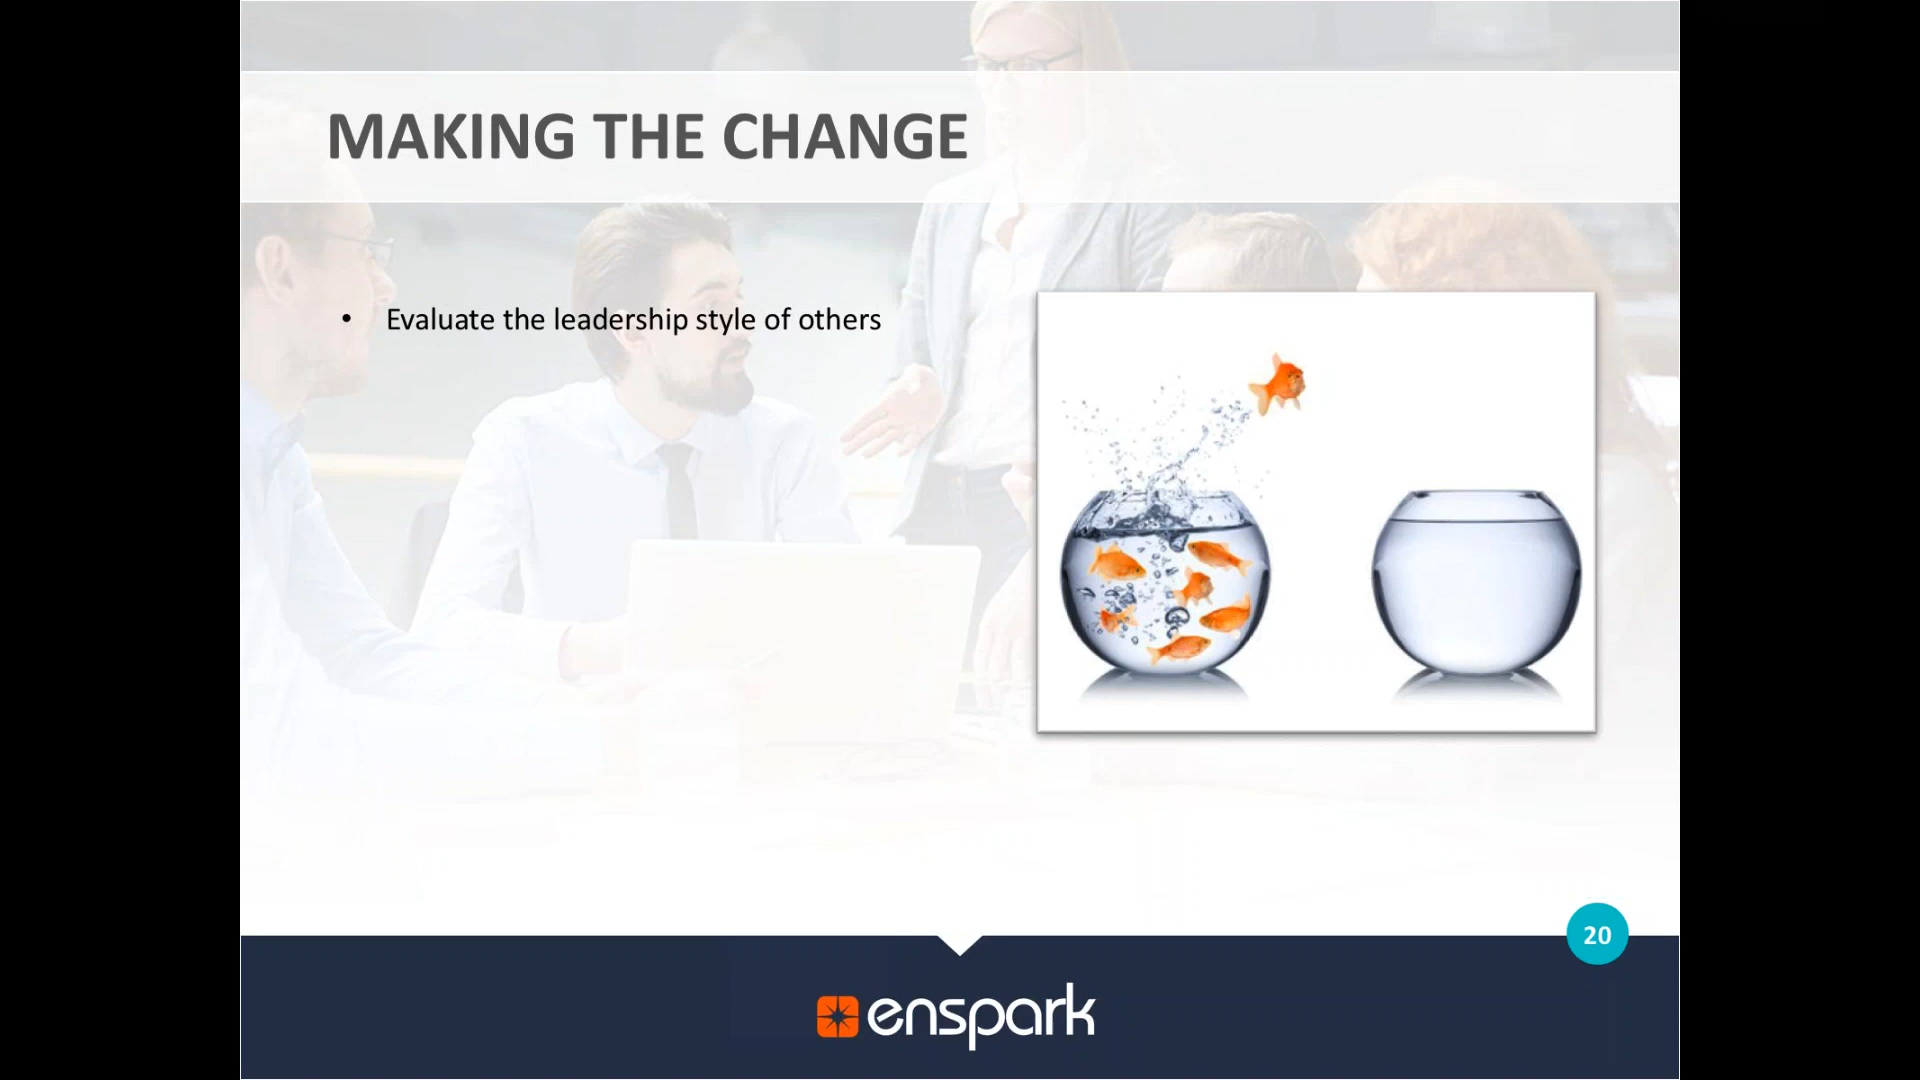 MAKING THE CHANGE
• Evaluate the leadership style of others
20
enspark